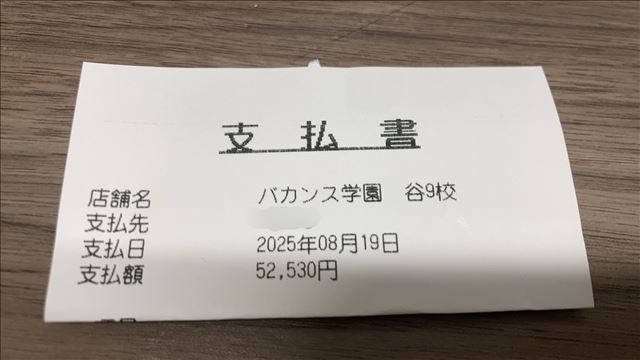 支払書
店舗名　バカンス学園　谷9校
支払先
支払日　2025年08月19日
支払額　52,530円